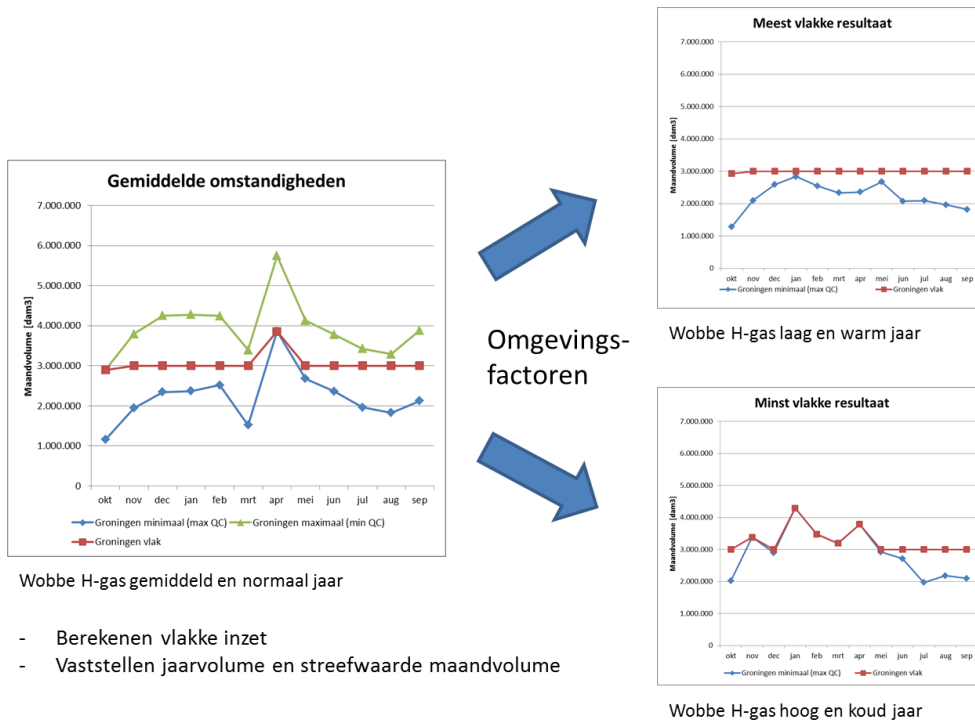 Gemiddelde omstandigheden
Maandvolume [dam3]
7.000.000
6.000.000
5.000.000
4.000.000
3.000.000
2.000.000
1.000.000
0
okt nov dec jan feb mrt apr mei jun jul aug sep
Groningen minimaal (max QC) Groningen maximaal (min QC)
Groningen vlak
Wobbe H-gas gemiddeld en normaal jaar
- Berekenen vlakke inzet
- Vaststellen jaarvolume en streefwaarde maandvolume
Omgevings-
factoren
Meest vlakke resultaat
Maandvolume [dam3]
7.000.000
6.000.000
5.000.000
4.000.000
3.000.000
2.000.000
1.000.000
0
okt nov dec jan feb mrt apr mei jun jul aug sep
Groningen minimaal (max QC) Groningen vlak
Wobbe H-gas laag en warm jaar
Minst vlakke resultaat
Maandvolume [dam3]
7.000.000
6.000.000
5.000.000
4.000.000
3.000.000
2.000.000
1.000.000
0
okt nov dec jan feb mrt apr mei jun jul aug sep
Groningen minimaal (max QC) Groningen vlak
Wobbe H-gas hoog en koud jaar